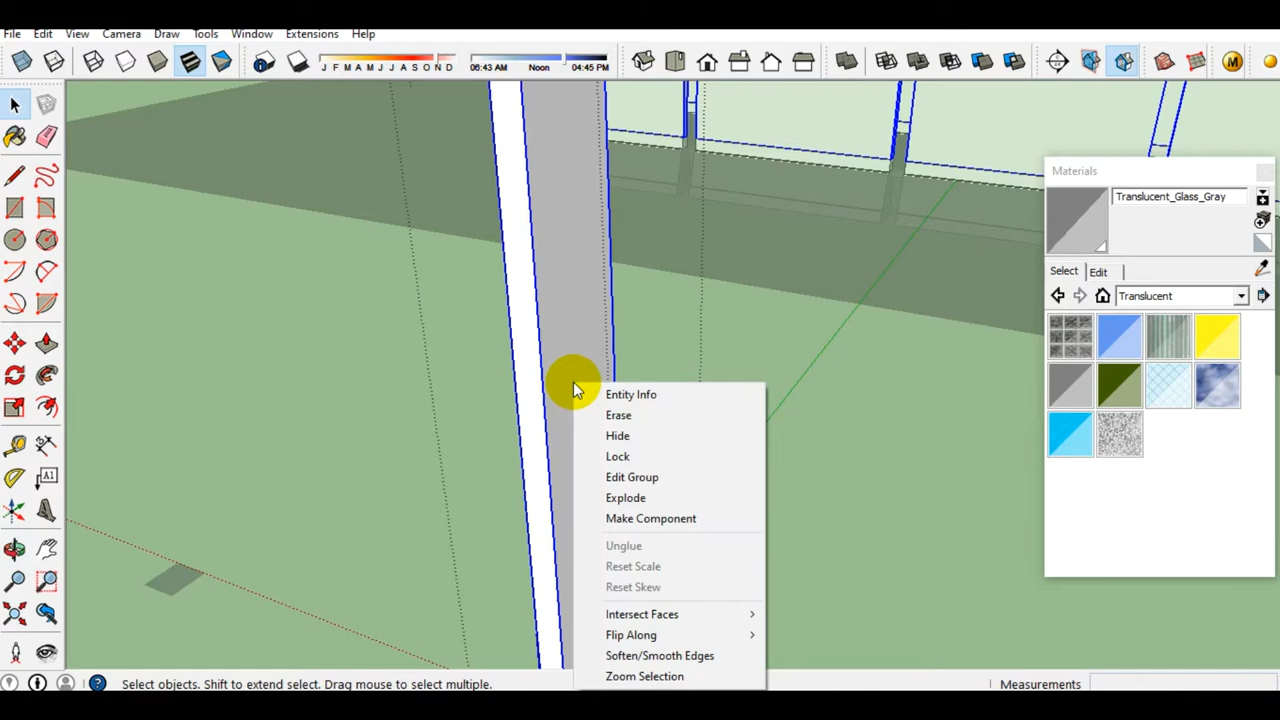 File Edit View Camera Draw Tools Window Extensions Help
J F M A M J J A S O N D
06:43 AM Noon 04:45 PM
M
Materials
Translucent_Glass_Gray
Select Edit
Translucent
A1
Entity Info
Erase
Hide
Lock
Edit Group
Explode
Make Component
Unglue
Reset Scale
Reset Skew
Intersect Faces
Flip Along
Soften/Smooth Edges
Zoom Selection
Select objects. Shift to extend select. Drag mouse to select multiple.
Measurements